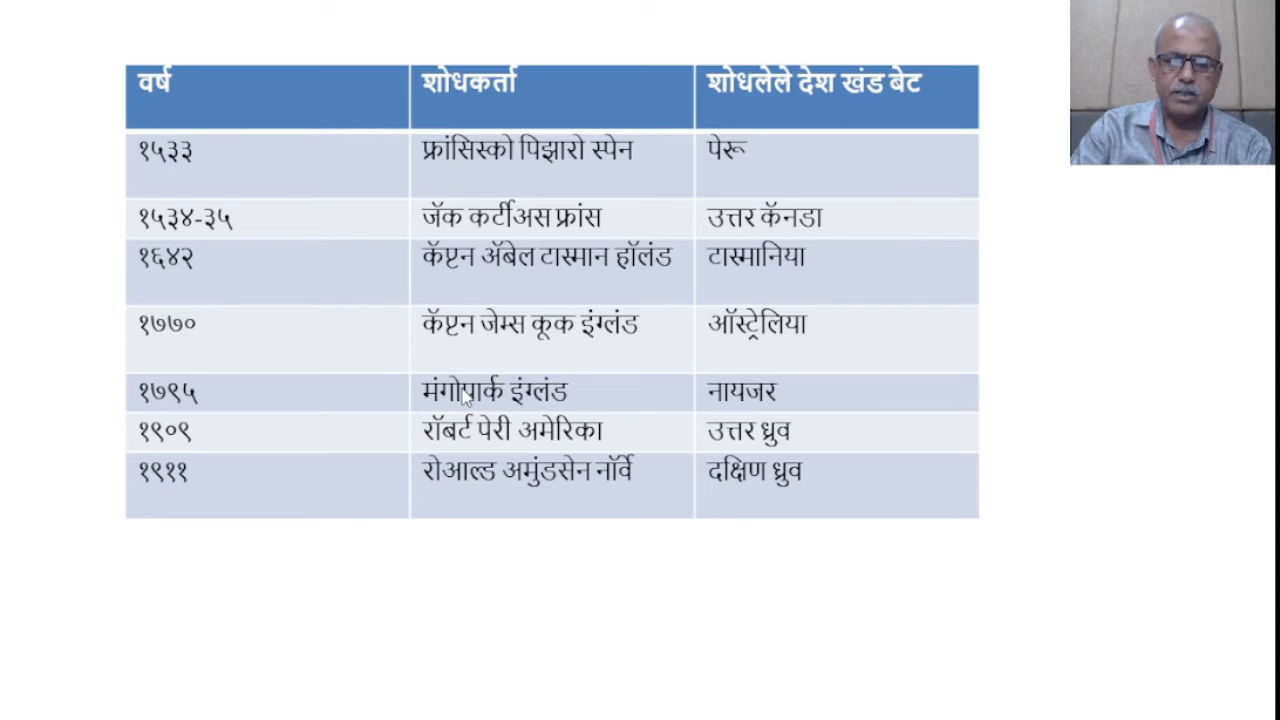 वर्ष शोधकर्ता शोधलेले देश खंड बेट
१५३३ फ्रांसिस्को पिझारो स्पेन पेरू
१५३४-३५ जॅक कर्टीअस फ्रांस उत्तर कॅनडा
१६४२ कॅप्टन ॲबेल टास्मान हॉलंड टास्मानिया
१७७० कॅप्टन जेम्स कूक इंग्लंड ऑस्ट्रेलिया
१७९५ मंगोपार्क इंग्लंड नायजर
१९०९ रॉबर्ट पेरी अमेरिका उत्तर ध्रुव
१९११ रोआल्ड अमुंडसेन नॉर्वे दक्षिण ध्रुव